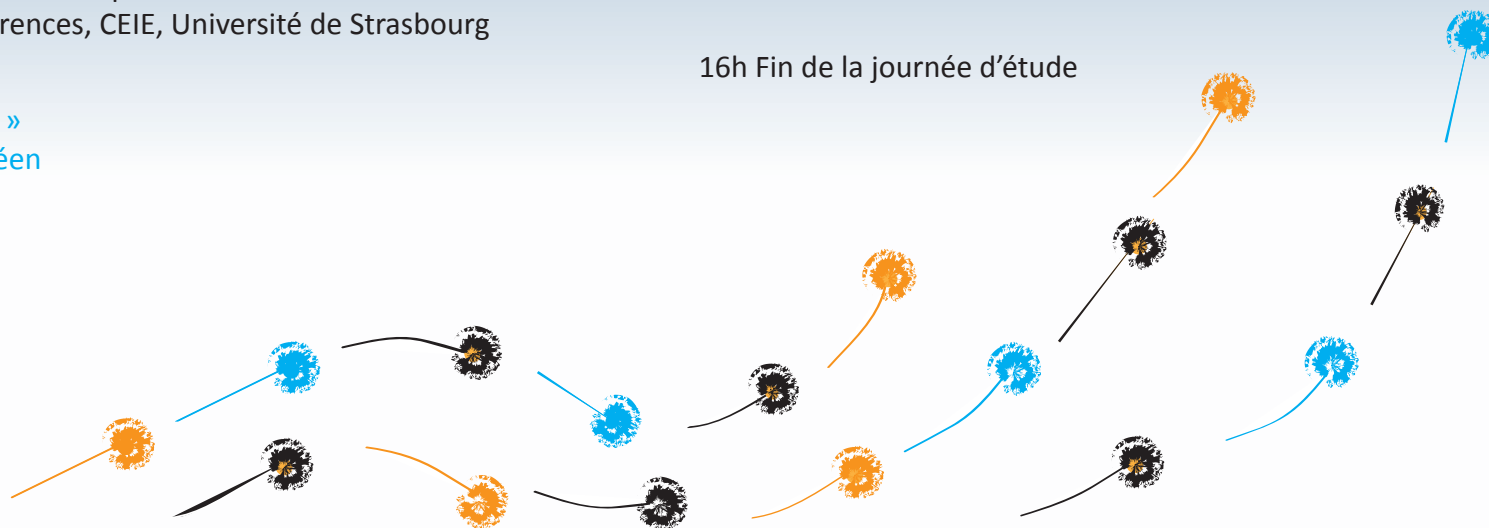 rences, CEIE, Université de Strasbourg
16h Fin de la journée d’étude
»
éen